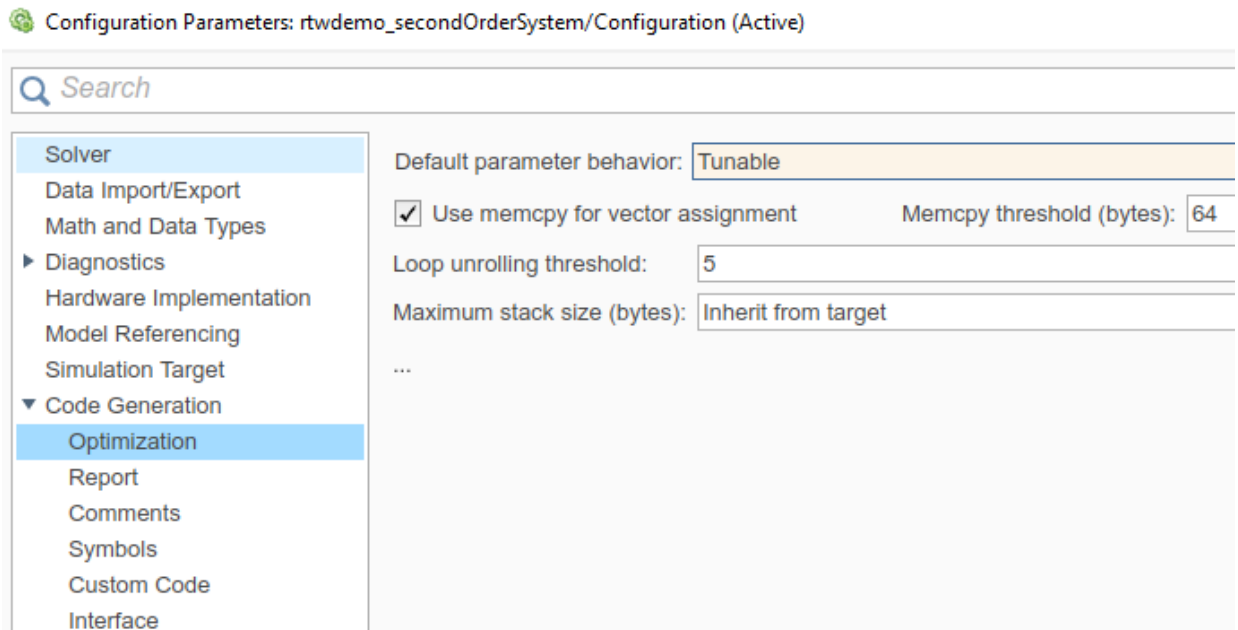 Configuration Parameters: rtwdemo_secondOrderSystem/Configuration (Active)
Search
Solver
Data Import/Export
Math and Data Types
Diagnostics
Hardware Implementation
Model Referencing
Simulation Target
Code Generation
Optimization
Report
Comments
Symbols
Custom Code
Interface
Default parameter behavior: Tunable
Use memcpy for vector assignment Memcpy threshold (bytes): 64
Loop unrolling threshold: 5
Maximum stack size (bytes): Inherit from target
...